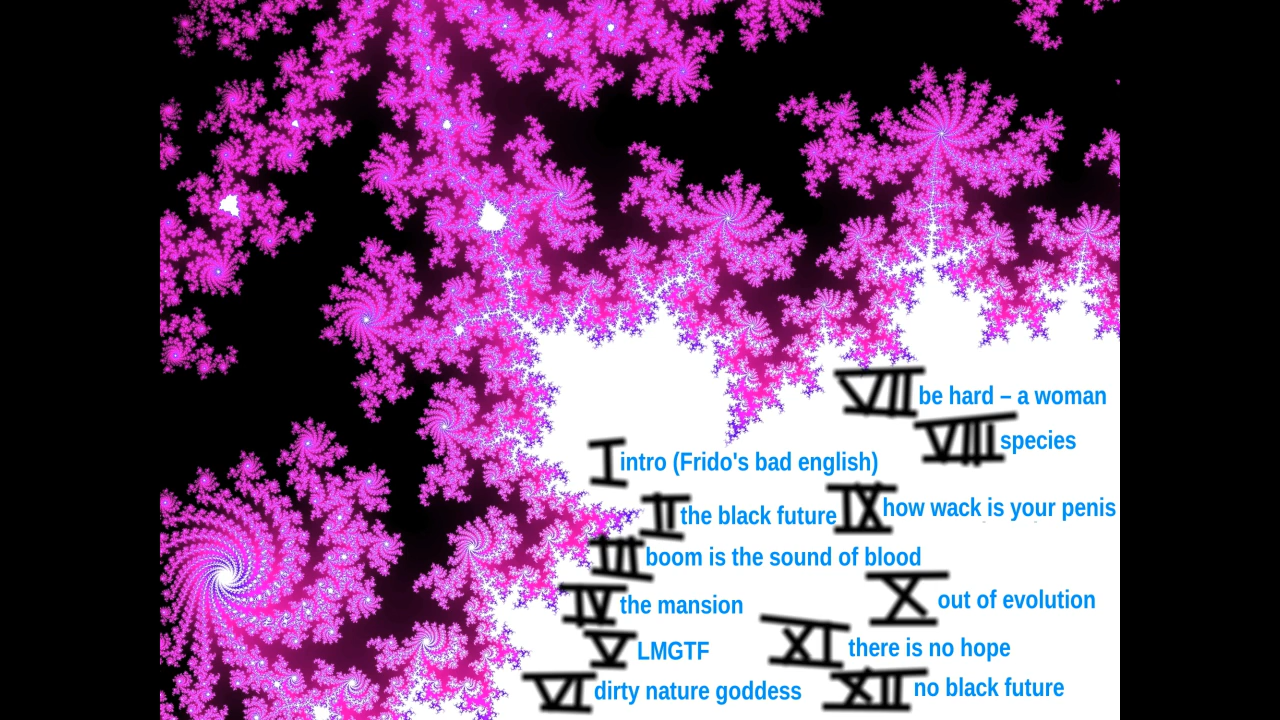 I intro (Frido's bad english)
II the black future
III boom is the sound of blood
IV the mansion
V LMGTF
VI dirty nature goddess
VII be hard – a woman
VIII species
IX how wack is your penis
X out of evolution
XI there is no hope
XII no black future